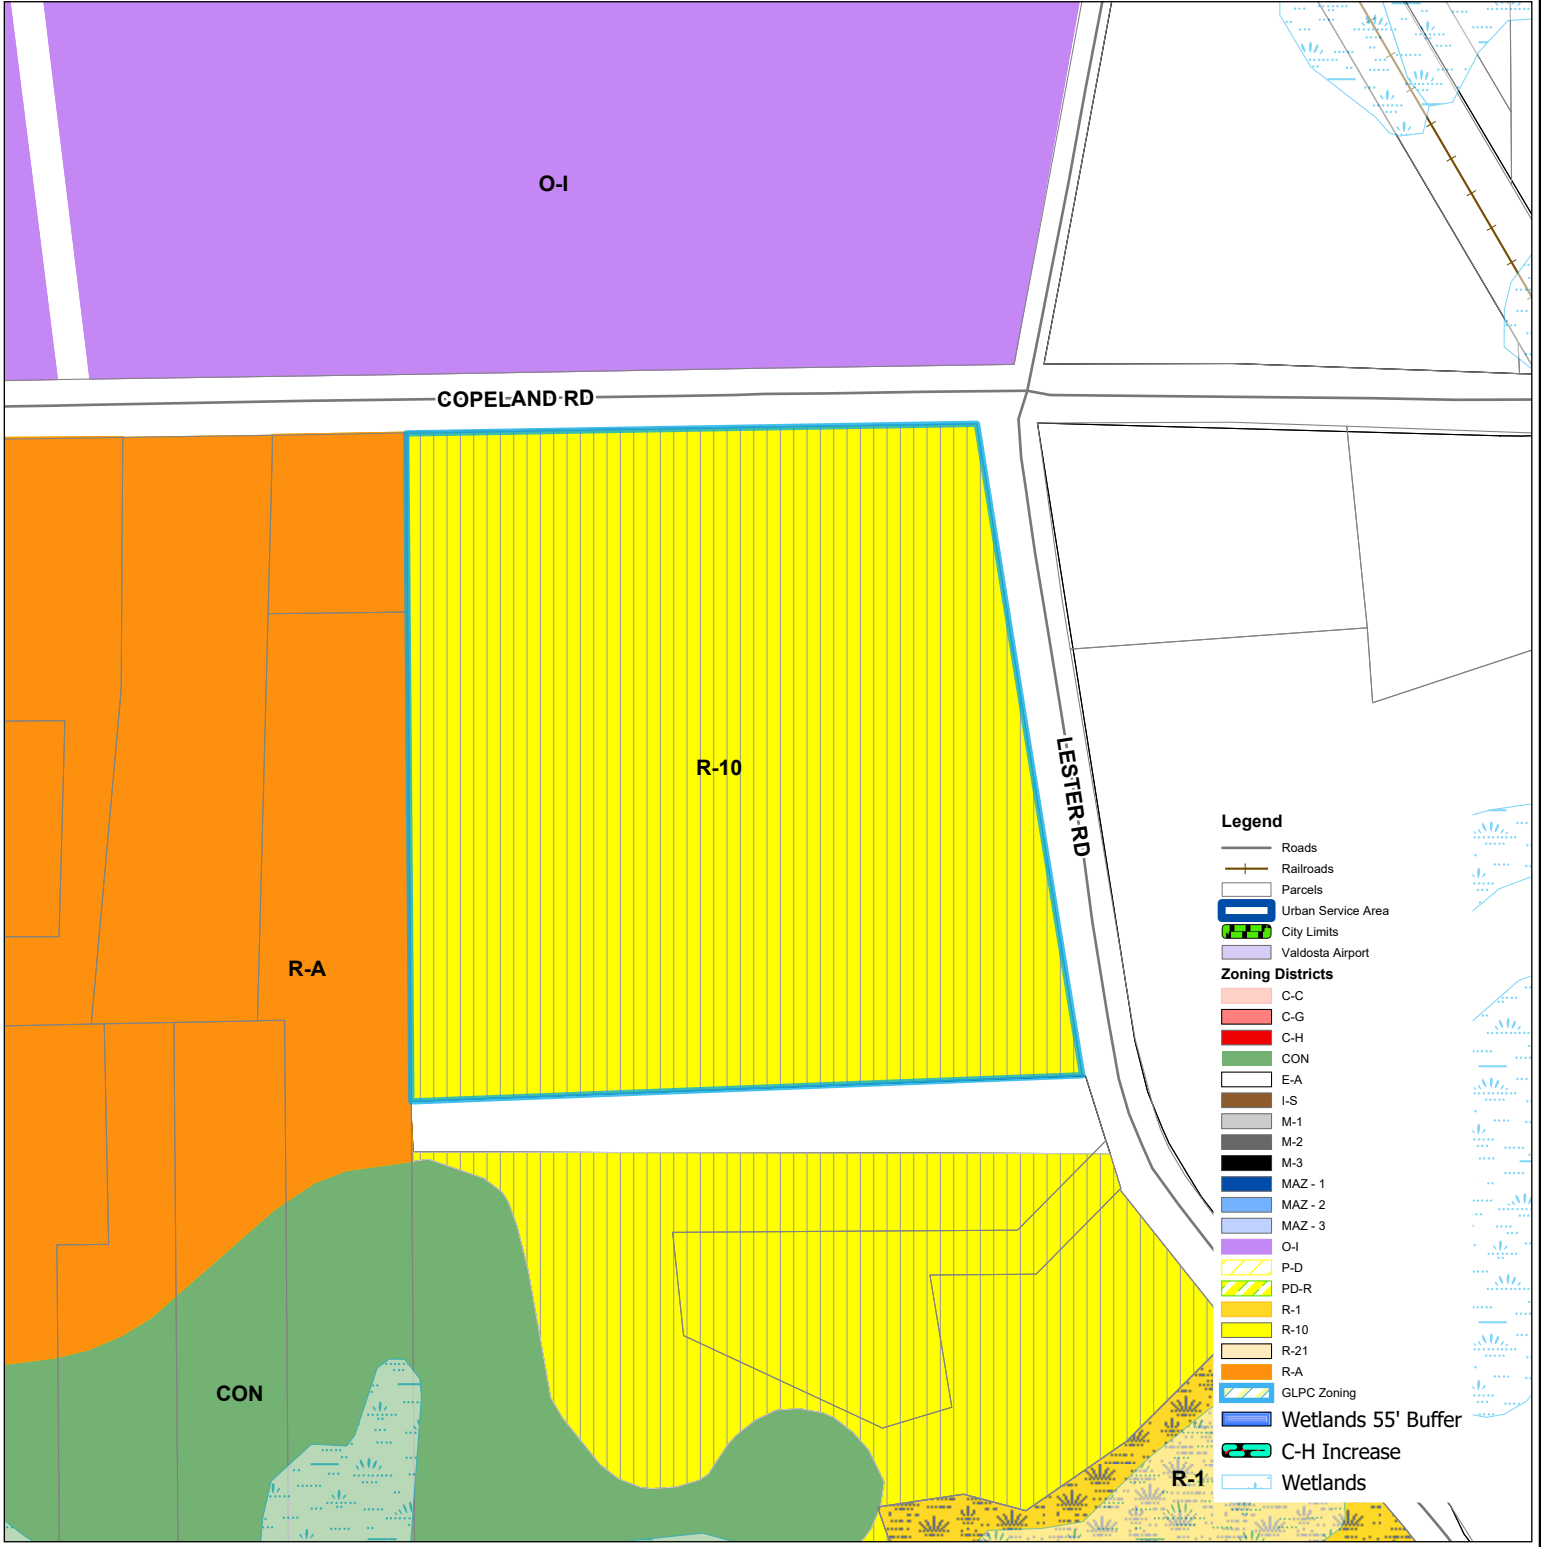 O-I
COPELAND RD
R-10
LESTER RD
R-A
CON
R-1
Legend
Roads
Railroads
Parcels
Urban Service Area
City Limits
Valdosta Airport
Zoning Districts
C-C
C-G
C-H
CON
E-A
I-S
M-1
M-2
M-3
MAZ - 1
MAZ - 2
MAZ - 3
O-I
P-D
PD-R
R-1
R-10
R-21
R-A
GLPC Zoning
Wetlands 55' Buffer
C-H Increase
Wetlands